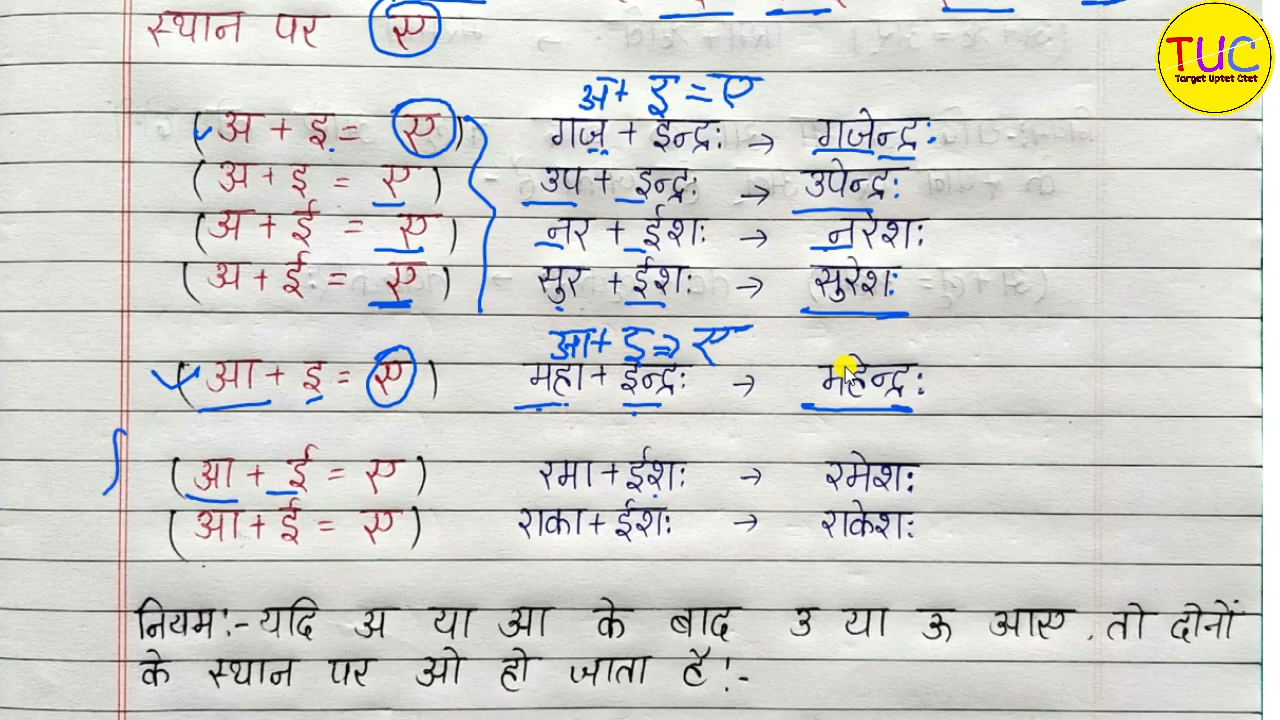 स्थान पर ए
TUC
Target Uptet Ctet
अ + इ = ए
(अ + इ = ए) गज + इन्द्रः → गजेन्द्रः
(अ + इ = ए) उप + इन्द्रः → उपेन्द्रः
(अ + ई = ए) नर + ईशः → नरेशः
(अ + ई = ए) सुर + ईशः → सुरेशः
आ + इ => ए
(आ + इ = ए) महा + इन्द्रः → महेन्द्रः
(आ + ई = ए) रमा + ईशः → रमेशः
(आ + ई = ए) राका + ईशः → राकेशः
नियम:- यदि अ या आ के बाद उ या ऊ आए, तो दोनों
के स्थान पर ओ हो जाता है:-